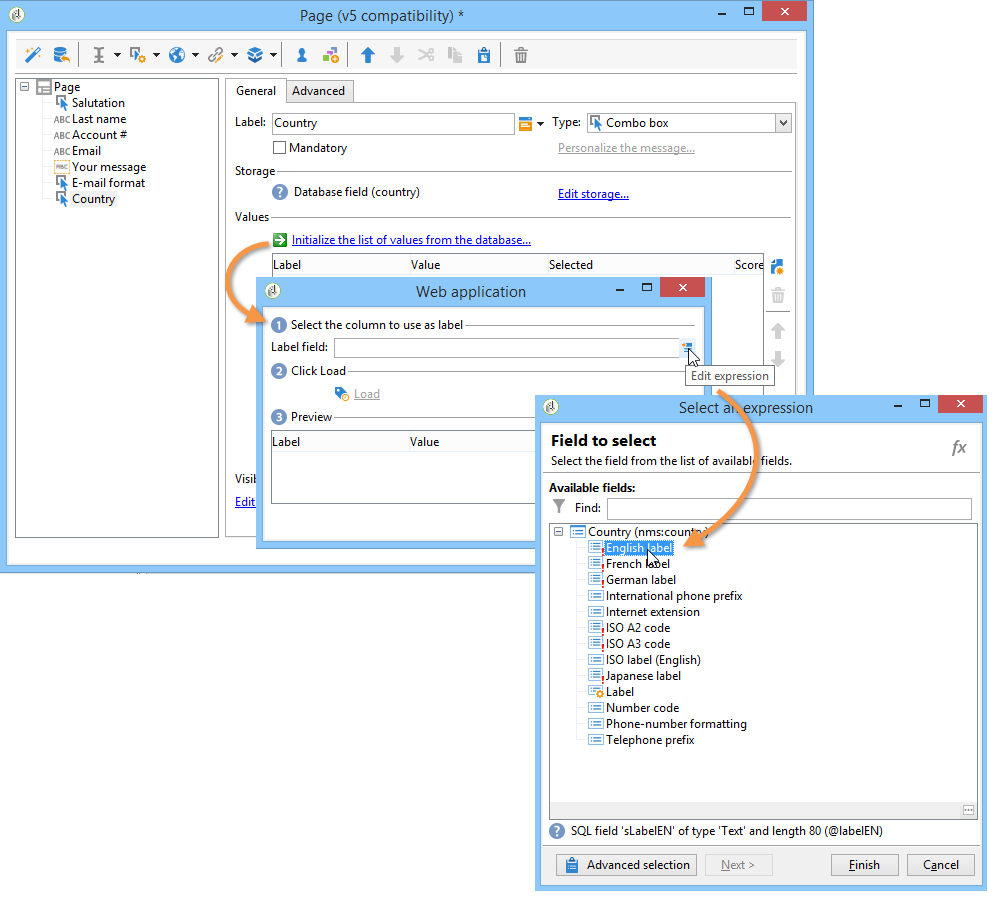 Page (v5 compatibility) *
Page
Salutation
ABC Last name
ABC Account #
ABC Email
Your message
E-mail format
Country
General
Advanced
Label: Country
Type: Combo box
Mandatory
Personalize the message...
Storage
? Database field (country)
Edit storage...
Values
Initialize the list of values from the database...
Label Value Selected Score
Edit
Web application
1 Select the column to use as label
Label field:
Edit expression
2 Click Load
Load
3 Preview
Label Value
Select an expression
Field to select
Select the field from the list of available fields.
fx
Available fields:
Find:
Country (nms:country)
English label
French label
German label
International phone prefix
Internet extension
ISO A2 code
ISO A3 code
ISO label (English)
Japanese label
Label
Number code
Phone-number formatting
Telephone prefix
? SQL field 'sLabelEN' of type 'Text' and length 80 (@labelEN)
Advanced selection
Next >
Finish
Cancel